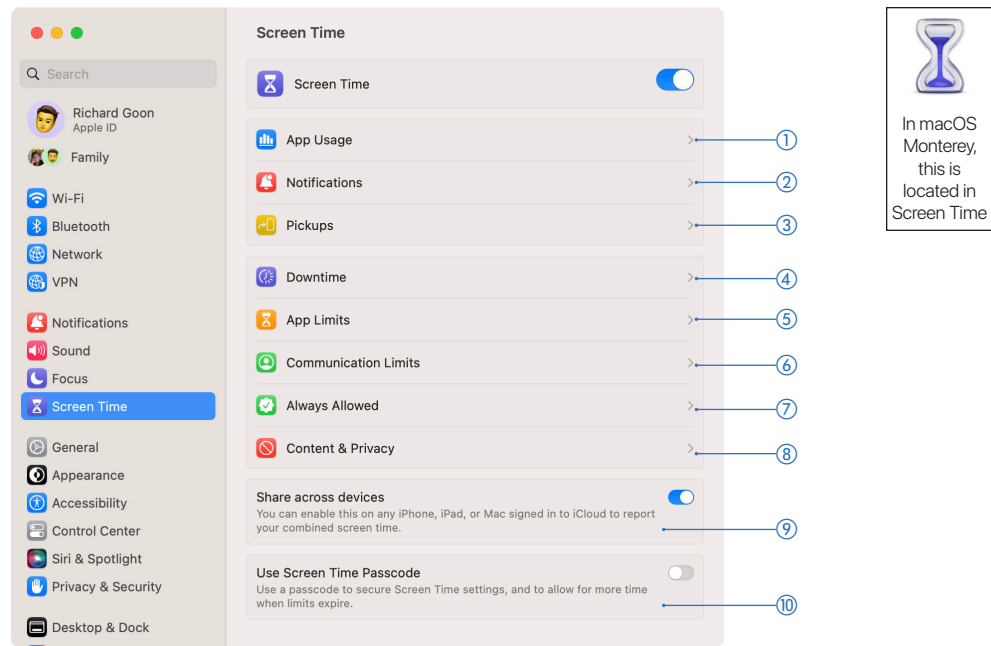 Screen Time
Search
Screen Time
Richard Goon
Apple ID
Family
Wi-Fi
Bluetooth
Network
VPN
Notifications
Sound
Focus
Screen Time
General
Appearance
Accessibility
Control Center
Siri & Spotlight
Privacy & Security
Desktop & Dock
App Usage
①
Notifications
②
Pickups
③
Downtime
④
App Limits
⑤
Communication Limits
⑥
Always Allowed
⑦
Content & Privacy
⑧
Share across devices
You can enable this on any iPhone, iPad, or Mac signed in to iCloud to report
your combined screen time.
⑨
Use Screen Time Passcode
Use a passcode to secure Screen Time settings, and to allow for more time
when limits expire.
⑩
In macOS
Monterey,
this is
located in
Screen Time